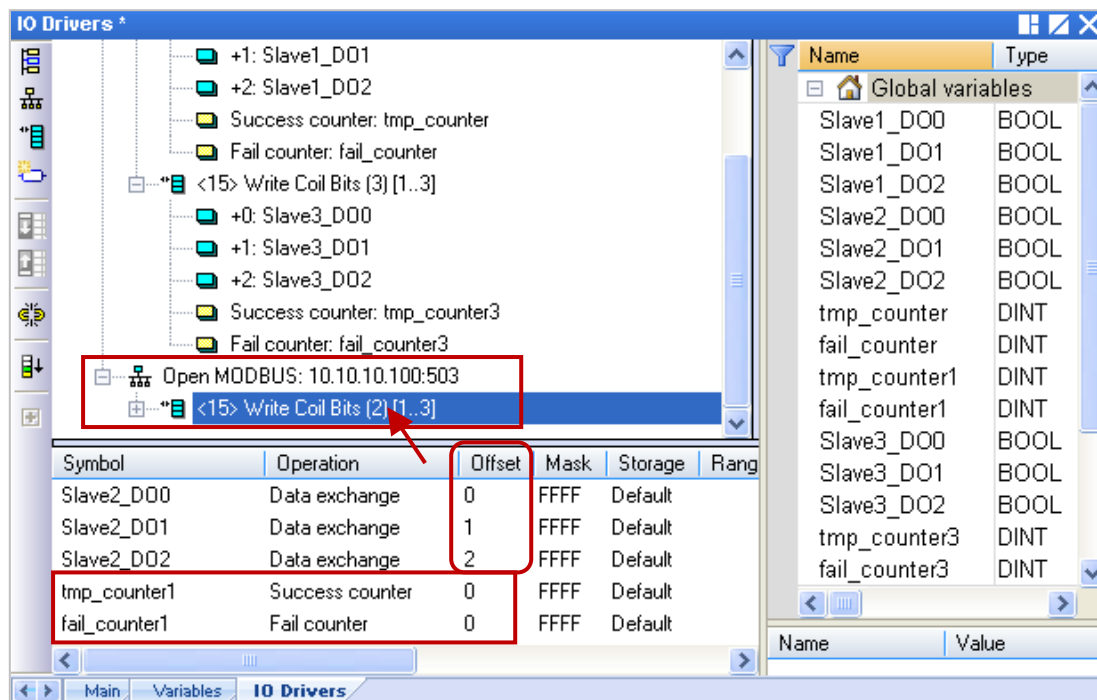 IO Drivers *
+1: Slave1_DO1
+2: Slave1_DO2
Success counter: tmp_counter
Fail counter: fail_counter
<15> Write Coil Bits (3) [1..3]
+0: Slave3_DO0
+1: Slave3_DO1
+2: Slave3_DO2
Success counter: tmp_counter3
Fail counter: fail_counter3
Open MODBUS: 10.10.10.100:503
<15> Write Coil Bits (2) [1..3]
Symbol Operation Offset Mask Storage Rang
Slave2_DO0 Data exchange 0 FFFF Default
Slave2_DO1 Data exchange 1 FFFF Default
Slave2_DO2 Data exchange 2 FFFF Default
tmp_counter1 Success counter 0 FFFF Default
fail_counter1 Fail counter 0 FFFF Default
Name Type
Global variables
Slave1_DO0 BOOL
Slave1_DO1 BOOL
Slave1_DO2 BOOL
Slave2_DO0 BOOL
Slave2_DO1 BOOL
Slave2_DO2 BOOL
tmp_counter DINT
fail_counter DINT
tmp_counter1 DINT
fail_counter1 DINT
Slave3_DO0 BOOL
Slave3_DO1 BOOL
Slave3_DO2 BOOL
tmp_counter3 DINT
fail_counter3 DINT
Name Value
Main Variables IO Drivers